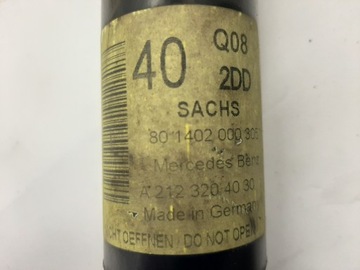 40
Q08
2DD
SACHS
80 1402 000 305
Mercedes Benz
A 212 320 40 30
Made in Germany
DO NOT OPEN